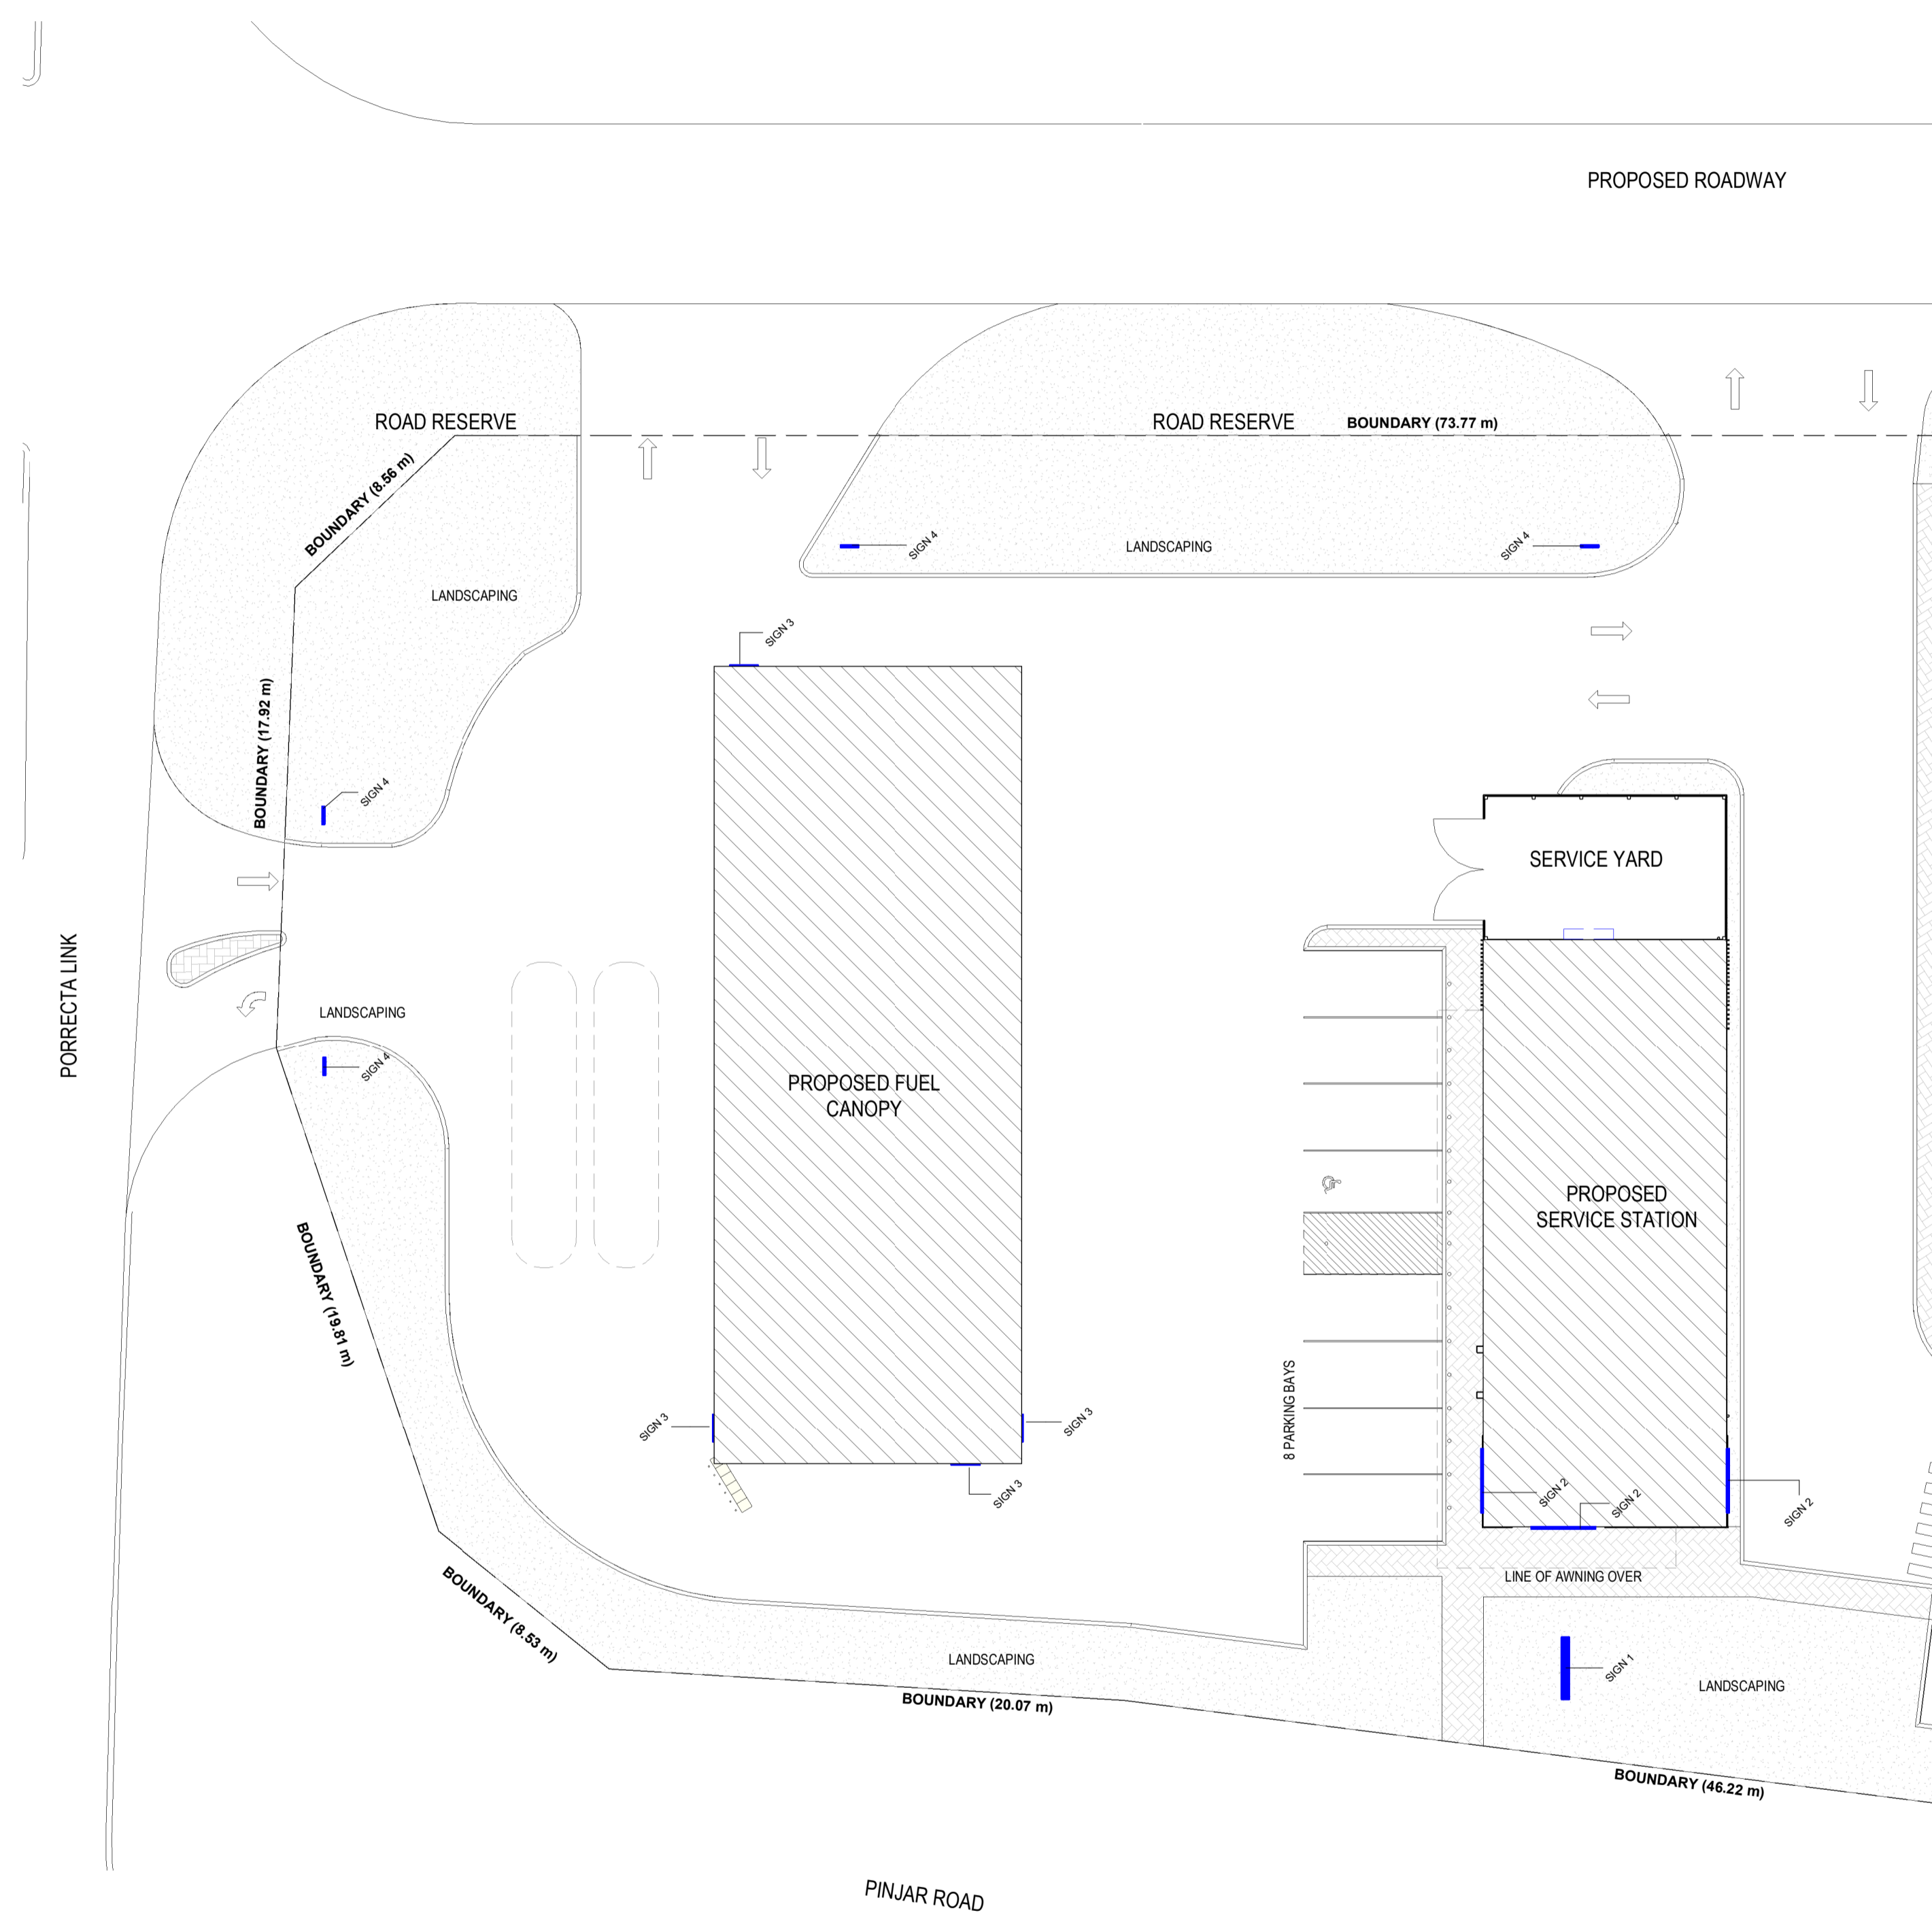 PROPOSED ROADWAY
ROAD RESERVE
ROAD RESERVE
BOUNDARY (73.77 m)
BOUNDARY (8.56 m)
SIGN 4
LANDSCAPING
SIGN 4
LANDSCAPING
SIGN 3
BOUNDARY (17.92 m)
SIGN 4
SERVICE YARD
PORRECTA LINK
LANDSCAPING
SIGN 4
PROPOSED FUEL
CANOPY
PROPOSED
SERVICE STATION
BOUNDARY (19.81 m)
8 PARKING BAYS
SIGN 3
SIGN 3
SIGN 3
SIGN 2
SIGN 2
SIGN 2
LINE OF AWNING OVER
BOUNDARY (8.53 m)
LANDSCAPING
SIGN 1
LANDSCAPING
BOUNDARY (20.07 m)
BOUNDARY (46.22 m)
PINJAR ROAD